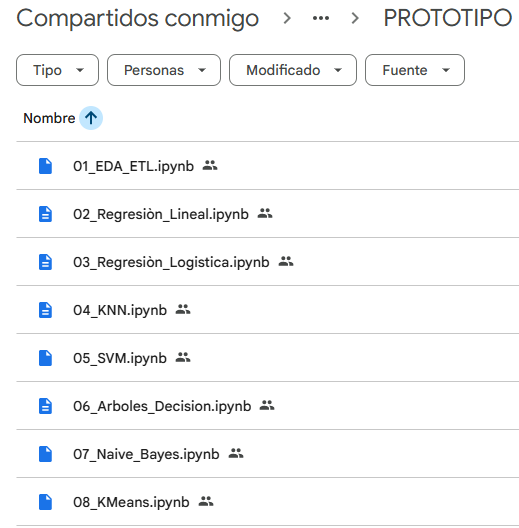 Compartidos conmigo > ... > PROTOTIPO
Tipo Personas Modificado Fuente
Nombre
01_EDA_ETL.ipynb
02_Regresiòn_Lineal.ipynb
03_Regresiòn_Logistica.ipynb
04_KNN.ipynb
05_SVM.ipynb
06_Arboles_Decision.ipynb
07_Naive_Bayes.ipynb
08_KMeans.ipynb